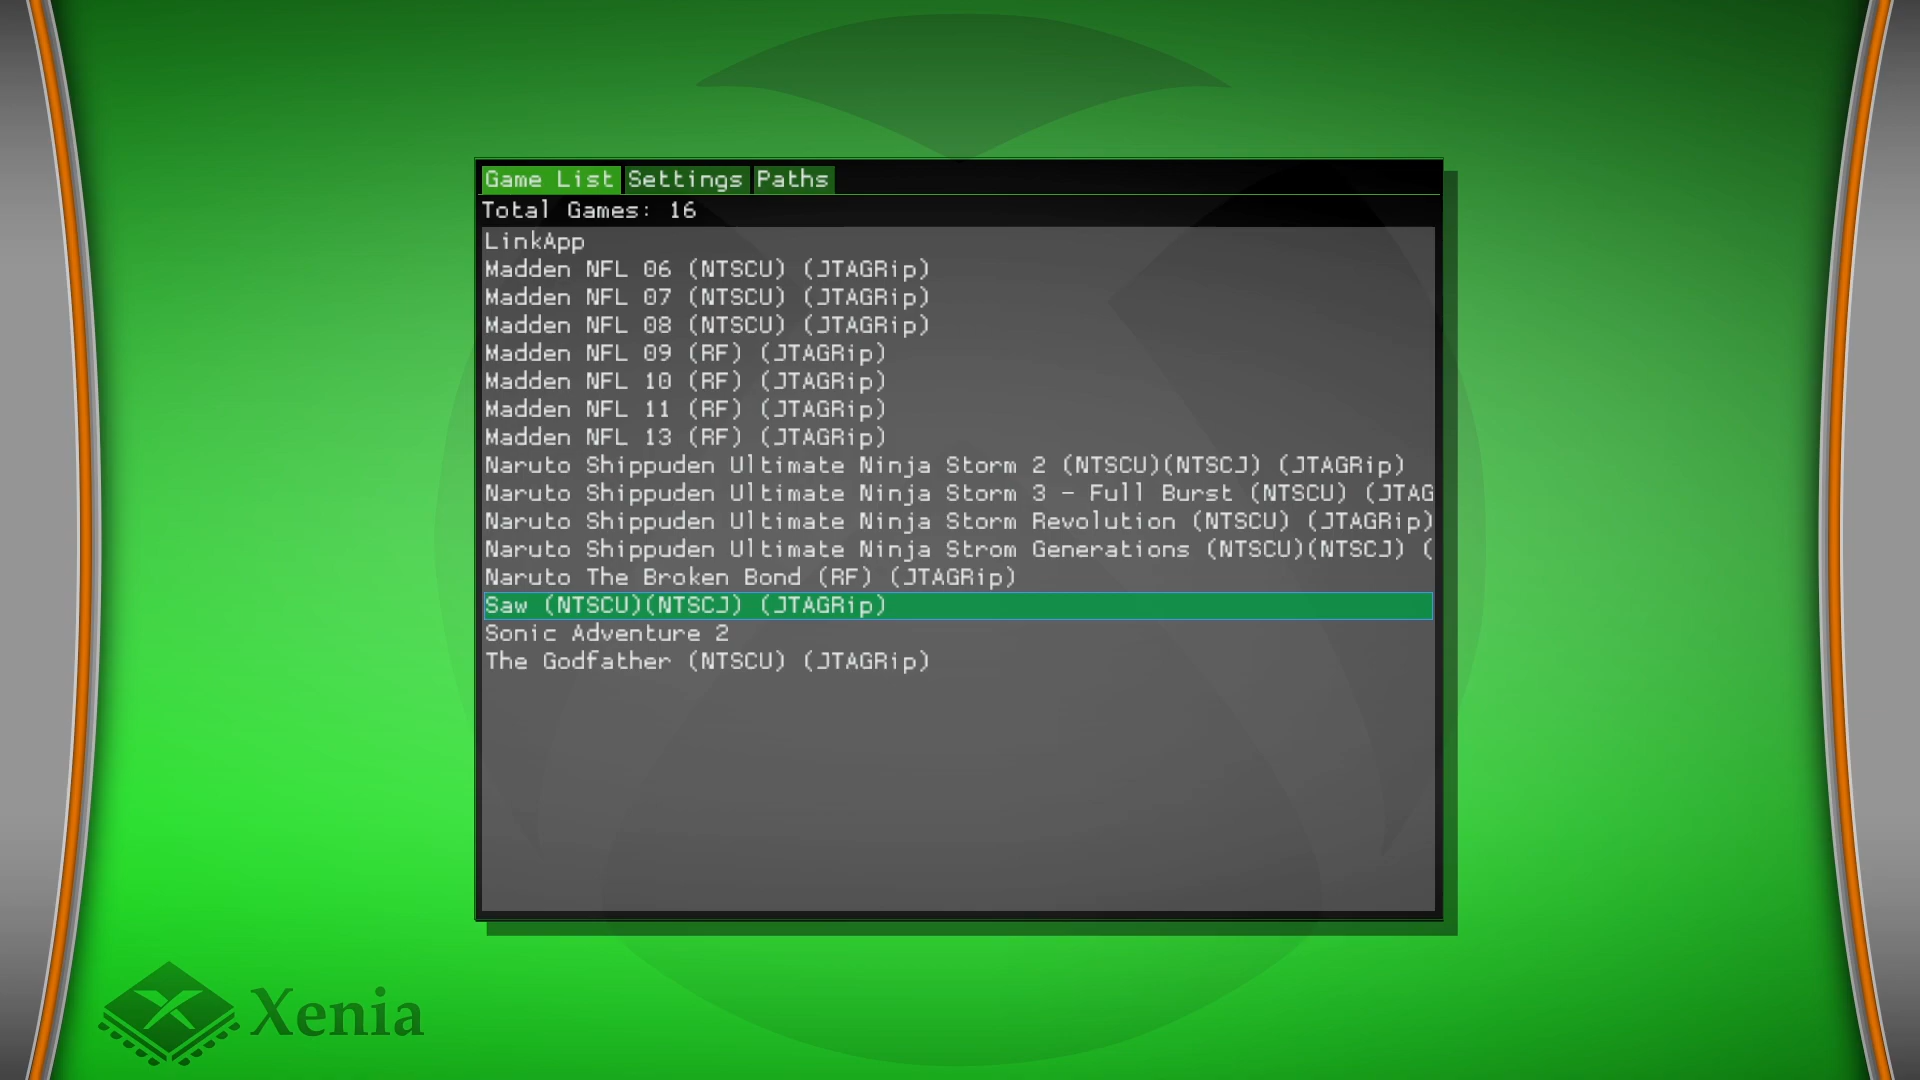 Game List Settings Paths
Total Games: 16
LinkApp
Madden NFL 06 (NTSCU) (JTAGRip)
Madden NFL 07 (NTSCU) (JTAGRip)
Madden NFL 08 (NTSCU) (JTAGRip)
Madden NFL 09 (RF) (JTAGRip)
Madden NFL 10 (RF) (JTAGRip)
Madden NFL 11 (RF) (JTAGRip)
Madden NFL 13 (RF) (JTAGRip)
Naruto Shippuden Ultimate Ninja Storm 2 (NTSCU)(NTSCJ) (JTAGRip)
Naruto Shippuden Ultimate Ninja Storm 3 - Full Burst (NTSCU) (JTAG
Naruto Shippuden Ultimate Ninja Storm Revolution (NTSCU) (JTAGRip)
Naruto Shippuden Ultimate Ninja Strom Generations (NTSCU)(NTSCJ) (
Naruto The Broken Bond (RF) (JTAGRip)
Saw (NTSCU)(NTSCJ) (JTAGRip)
Sonic Adventure 2
The Godfather (NTSCU) (JTAGRip)
Xenia